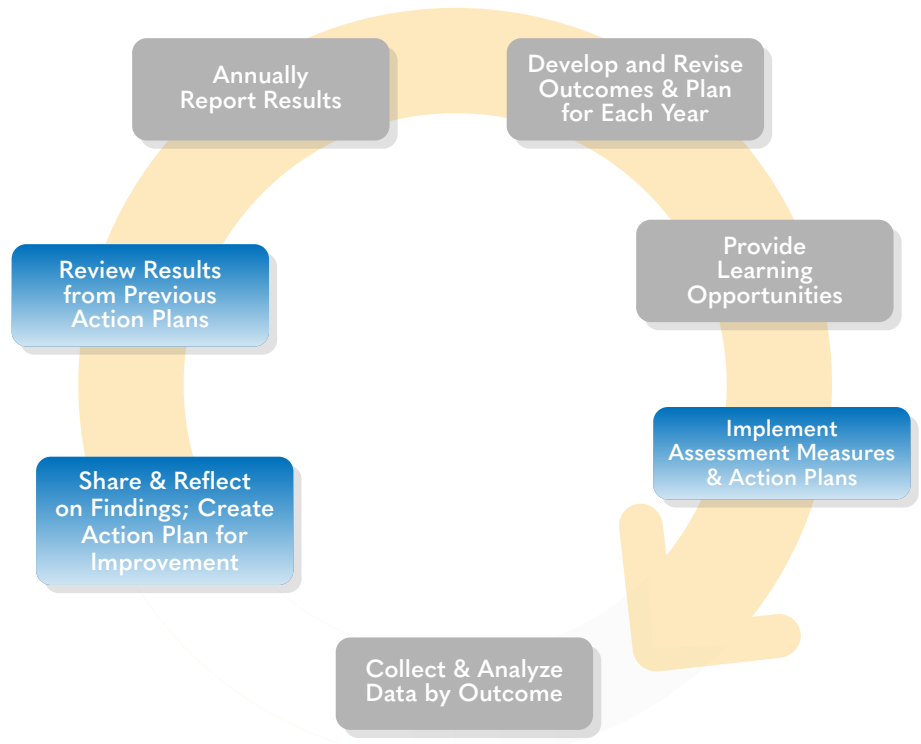 Annually
Report Results
Develop and Revise
Outcomes & Plan
for Each Year
Provide
Learning
Opportunities
Implement
Assessment Measures
& Action Plans
Collect & Analyze
Data by Outcome
Share & Reflect
on Findings; Create
Action Plan for
Improvement
Review Results
from Previous
Action Plans